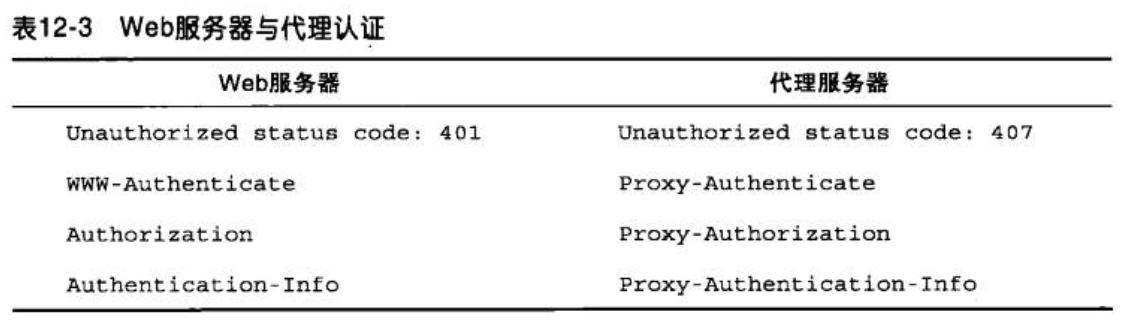 表12-3 Web服务器与代理认证
Web服务器 代理服务器
Unauthorized status code: 401 Unauthorized status code: 407
WWW-Authenticate Proxy-Authenticate
Authorization Proxy-Authorization
Authentication-Info Proxy-Authentication-Info